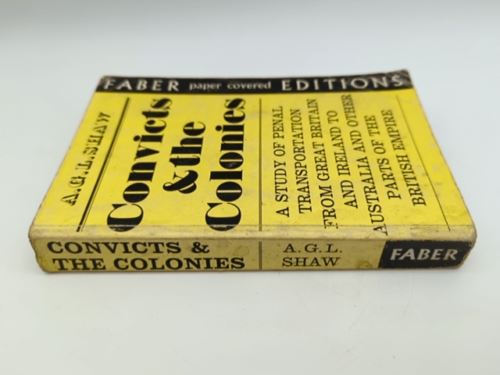 FABER paper covered EDITIONS
A.G.L.SHAW
Convicts
& the
Colonies
A STUDY OF PENAL
TRANSPORTATION
FROM GREAT BRITAIN
AND IRELAND TO
AUSTRALIA AND OTHER
PARTS OF THE
BRITISH EMPIRE
CONVICTS &
THE COLONIES
A.G.L.
SHAW
FABER